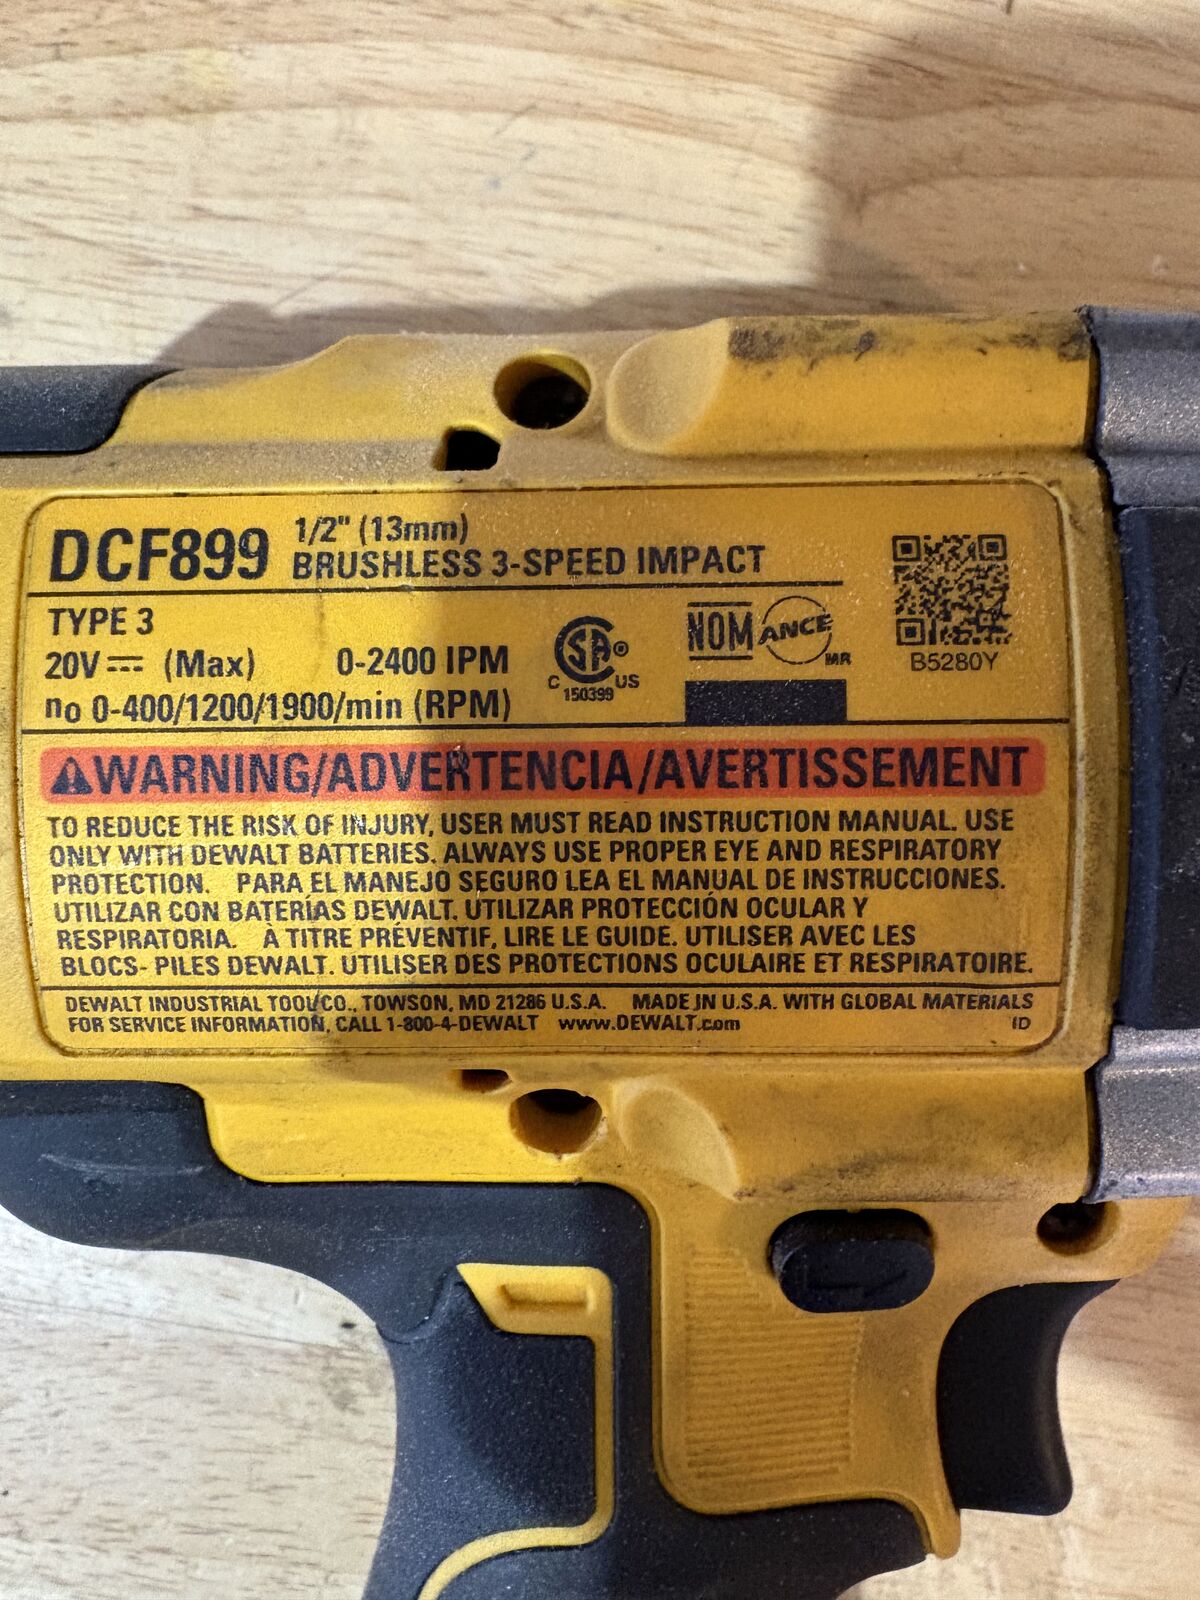 DCF899
1/2" (13mm)
BRUSHLESS 3-SPEED IMPACT
TYPE 3
20V ⎓ (Max) 0-2400 IPM
no 0-400/1200/1900/min (RPM)
CSA®
C US
150399
NOM ANCE
MR
B5280Y
⚠WARNING/ADVERTENCIA/AVERTISSEMENT
TO REDUCE THE RISK OF INJURY, USER MUST READ INSTRUCTION MANUAL. USE
ONLY WITH DEWALT BATTERIES. ALWAYS USE PROPER EYE AND RESPIRATORY
PROTECTION. PARA EL MANEJO SEGURO LEA EL MANUAL DE INSTRUCCIONES.
UTILIZAR CON BATERÍAS DEWALT. UTILIZAR PROTECCIÓN OCULAR Y
RESPIRATORIA. À TITRE PRÉVENTIF, LIRE LE GUIDE. UTILISER AVEC LES
BLOCS- PILES DEWALT. UTILISER DES PROTECTIONS OCULAIRE ET RESPIRATOIRE.
DEWALT INDUSTRIAL TOOL CO., TOWSON, MD 21286 U.S.A. MADE IN U.S.A. WITH GLOBAL MATERIALS
FOR SERVICE INFORMATION, CALL 1-800-4-DEWALT www.DEWALT.com ID